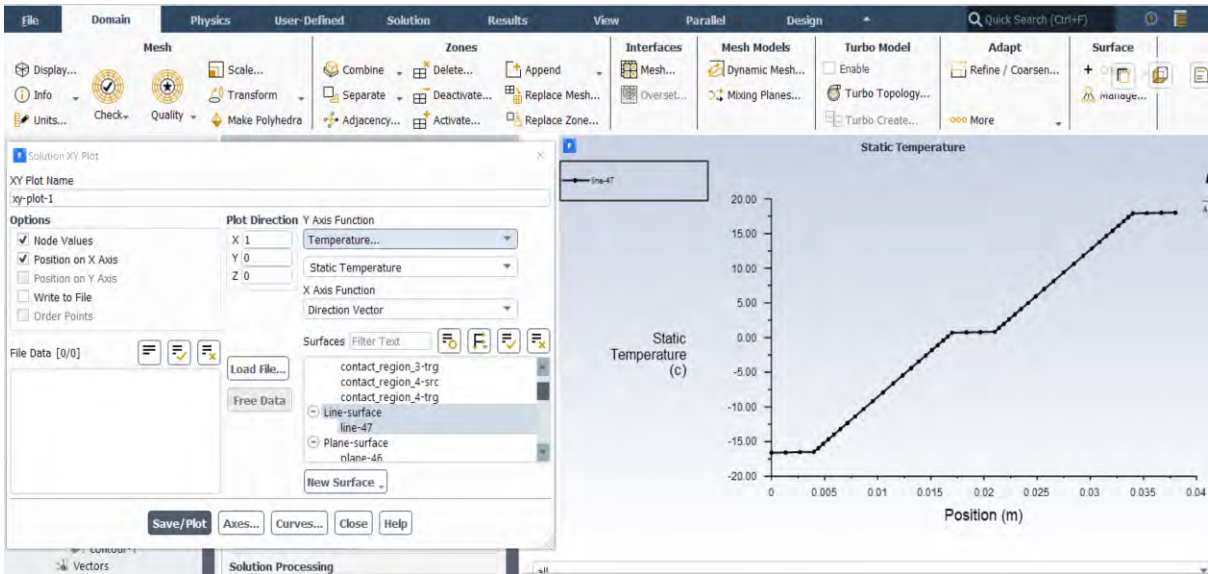 File Domain Physics User-Defined Solution Results View Parallel Design Quick Search (Ctrl+F)
Mesh
Display...
Info
Units...
Check
Quality
Scale...
Transform
Make Polyhedra
Zones
Combine
Delete...
Append
Separate
Deactivate...
Replace Mesh...
Adjacency...
Activate...
Replace Zone...
Interfaces
Mesh...
Overset...
Mesh Models
Dynamic Mesh...
Mixing Planes...
Turbo Model
Enable
Turbo Topology...
Turbo Create...
Adapt
Refine / Coarsen...
More
Surface
+
Manage...
Solution XY Plot
XY Plot Name
xy-plot-1
Options
Node Values
Position on X Axis
Position on Y Axis
Write to File
Order Points
Plot Direction
X 1
Y 0
Z 0
Y Axis Function
Temperature...
Static Temperature
X Axis Function
Direction Vector
File Data [0/0]
Load File...
Free Data
Surfaces Filter Text
contact_region_3-trg
contact_region_4-src
contact_region_4-trg
Line-surface
line-47
Plane-surface
plane-46
New Surface
Save/Plot Axes... Curves... Close Help
contour-1
Vectors
Solution Processing
Static Temperature
line-47
20.00
15.00
10.00
5.00
0.00
-5.00
-10.00
-15.00
-20.00
Static
Temperature
(c)
0 0.005 0.01 0.015 0.02 0.025 0.03 0.035 0.04
Position (m)
all